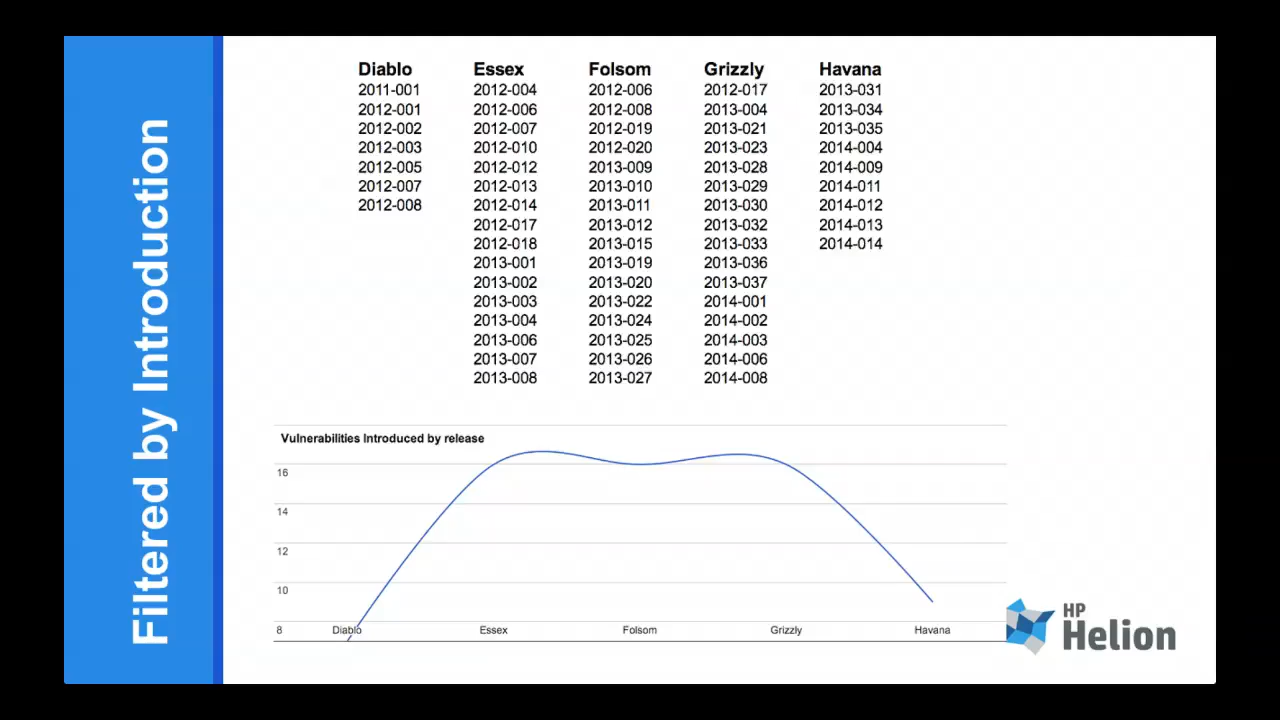 Filtered by Introduction
Diablo Essex Folsom Grizzly Havana
2011-001 2012-004 2012-006 2012-017 2013-031
2012-001 2012-006 2012-008 2013-004 2013-034
2012-002 2012-007 2012-019 2013-021 2013-035
2012-003 2012-010 2012-020 2013-023 2014-004
2012-005 2012-012 2013-009 2013-028 2014-009
2012-007 2012-013 2013-010 2013-029 2014-011
2012-008 2012-014 2013-011 2013-030 2014-012
2012-017 2013-012 2013-032 2014-013
2012-018 2013-015 2013-033 2014-014
2013-001 2013-019 2013-036
2013-002 2013-020 2013-037
2013-003 2013-022 2014-001
2013-004 2013-024 2014-002
2013-006 2013-025 2014-003
2013-007 2013-026 2014-006
2013-008 2013-027 2014-008
Vulnerabilities Introduced by release
16
14
12
10
8 Diablo Essex Folsom Grizzly Havana
HP
Helion